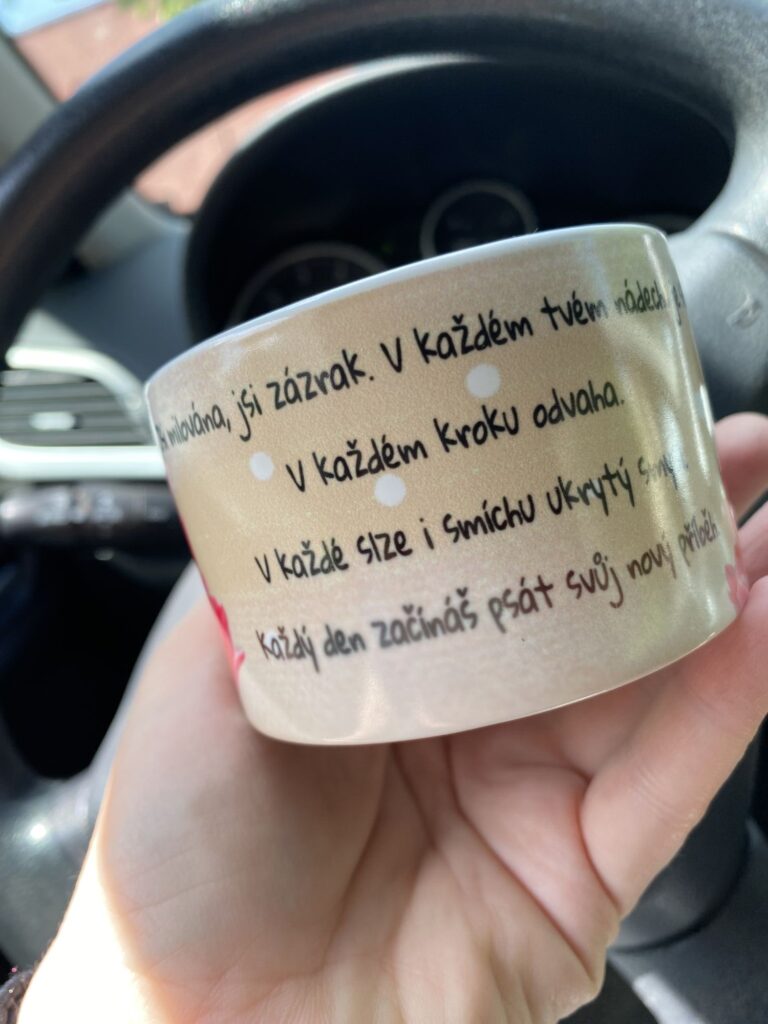 milována, jsi zázrak. V každém tvém nádech
V každém kroku odvaha.
V každé slze i smíchu ukrytý
Každý den začínáš psát svůj nový příběh